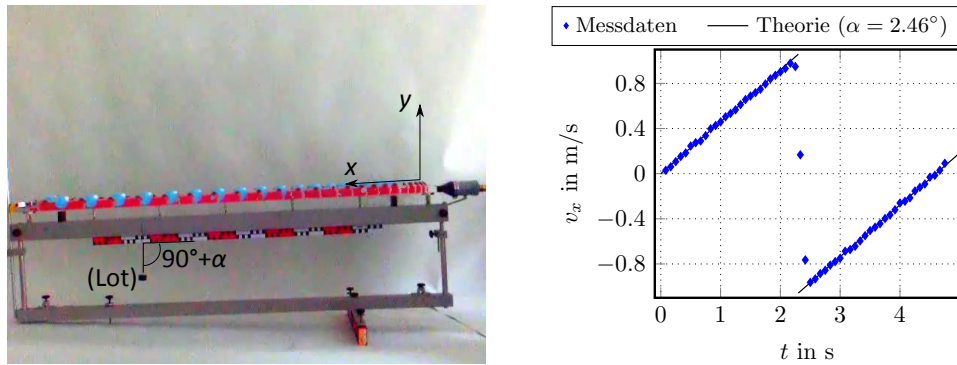 y
x
90°+α
(Lot)
Messdaten
Theorie (α = 2.46°)
0.8
0.4
0
−0.4
−0.8
v_x in m/s
0 1 2 3 4
t in s